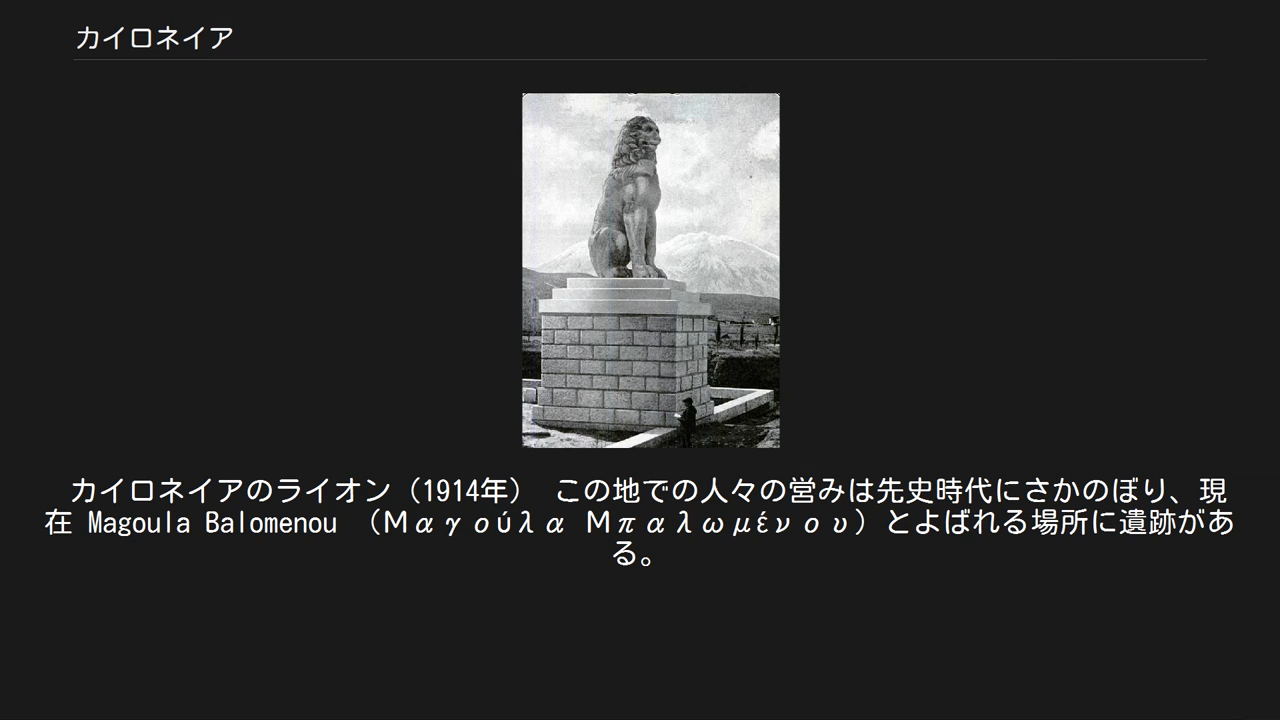 カイロネイア
カイロネイアのライオン（1914年） この地での人々の営みは先史時代にさかのぼり、現
在 Magoula Balomenou （Μαγούλα Μπαλωμένου）とよばれる場所に遺跡があ
る。